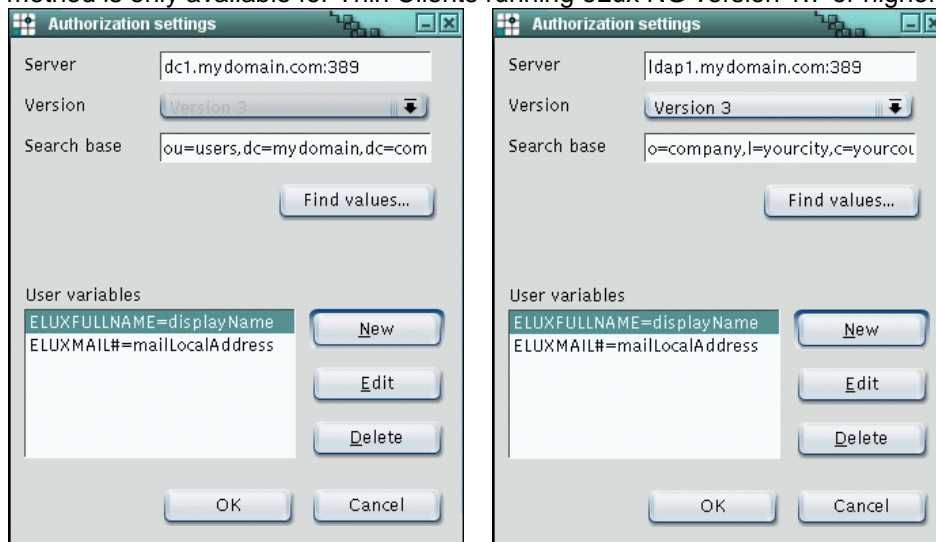 method is only available for Thin Clients running eLux NG version 1.7 or higher.
Authorization settings
Server
dc1.mydomain.com:389
Version
Version 3
Search base
ou=users,dc=mydomain,dc=com
Find values...
User variables
ELUXFULLNAME=displayName
ELUXMAIL#=mailLocalAddress
New
Edit
Delete
OK
Cancel
Authorization settings
Server
ldap1.mydomain.com:389
Version
Version 3
Search base
o=company,l=yourcity,c=yourcou
Find values...
User variables
ELUXFULLNAME=displayName
ELUXMAIL#=mailLocalAddress
New
Edit
Delete
OK
Cancel